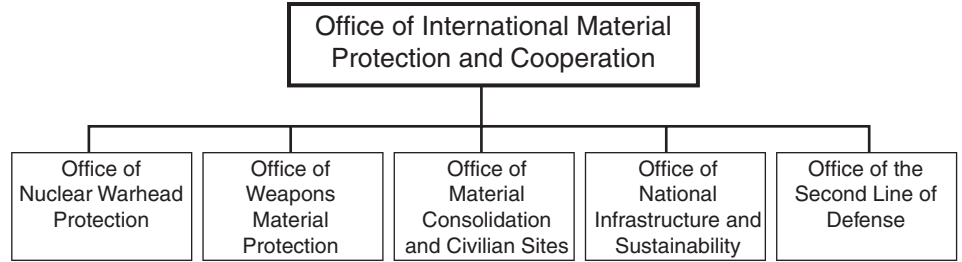 Office of International Material
Protection and Cooperation
Office of
Nuclear Warhead
Protection
Office of
Weapons
Material
Protection
Office of
Material
Consolidation
and Civilian Sites
Office of
National
Infrastructure and
Sustainability
Office of the
Second Line of
Defense